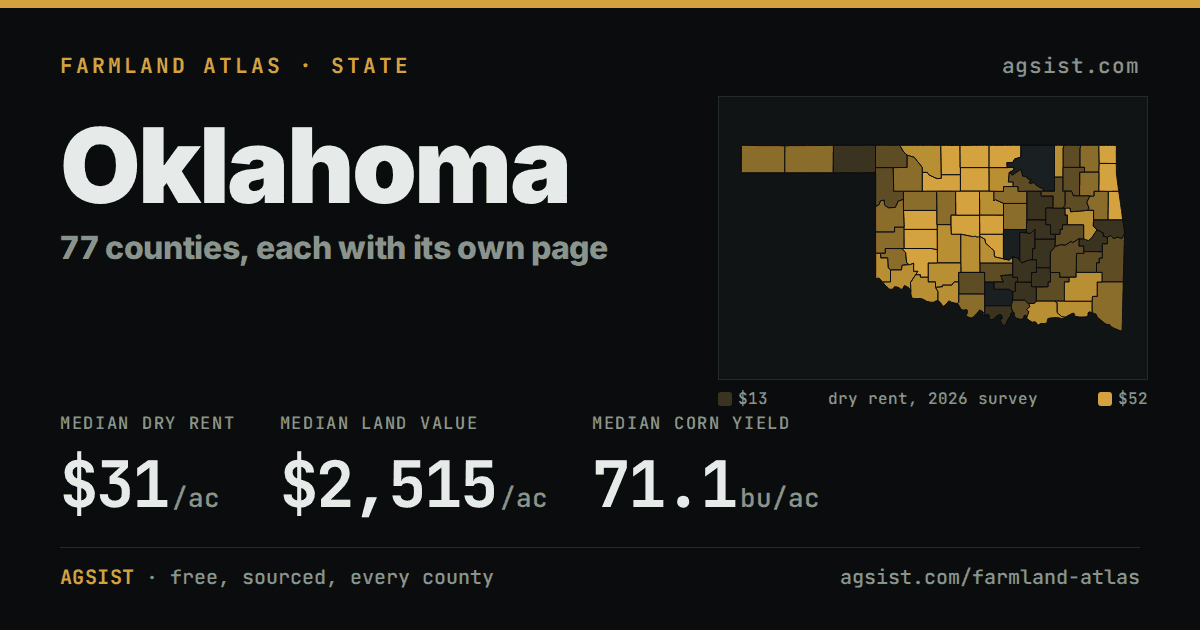 FARMLAND ATLAS · STATE
agsist.com
Oklahoma
77 counties, each with its own page
$13
dry rent, 2026 survey
$52
MEDIAN DRY RENT
MEDIAN LAND VALUE
MEDIAN CORN YIELD
$31/ac
$2,515/ac
71.1bu/ac
AGSIST · free, sourced, every county
agsist.com/farmland-atlas